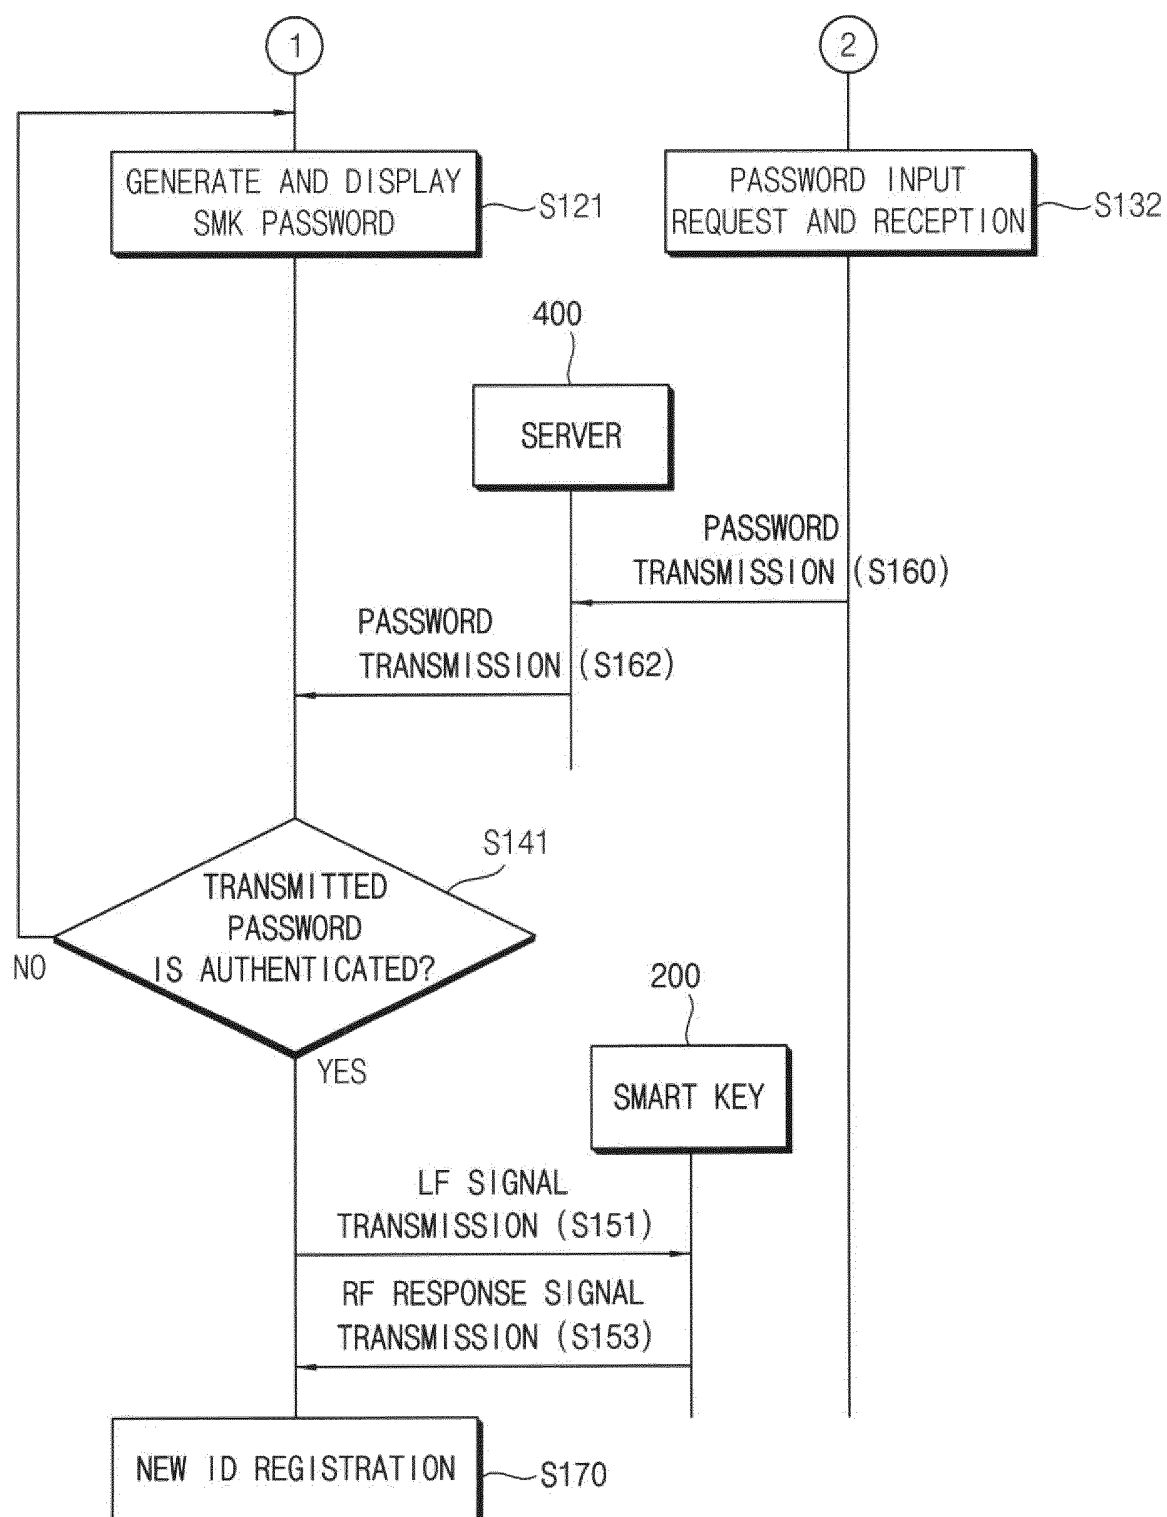 1
2
GENERATE AND DISPLAY
SMK PASSWORD
S121
PASSWORD INPUT
REQUEST AND RECEPTION
S132
400
SERVER
PASSWORD
TRANSMISSION (S160)
PASSWORD
TRANSMISSION (S162)
S141
TRANSMITTED
PASSWORD
IS AUTHENTICATED?
NO
YES
200
SMART KEY
LF SIGNAL
TRANSMISSION (S151)
RF RESPONSE SIGNAL
TRANSMISSION (S153)
NEW ID REGISTRATION
S170